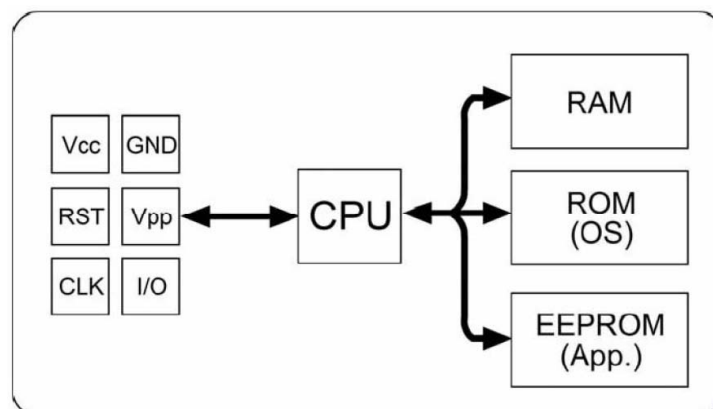 Vcc GND
RST Vpp
CLK I/O
CPU
RAM
ROM
(OS)
EEPROM
(App.)